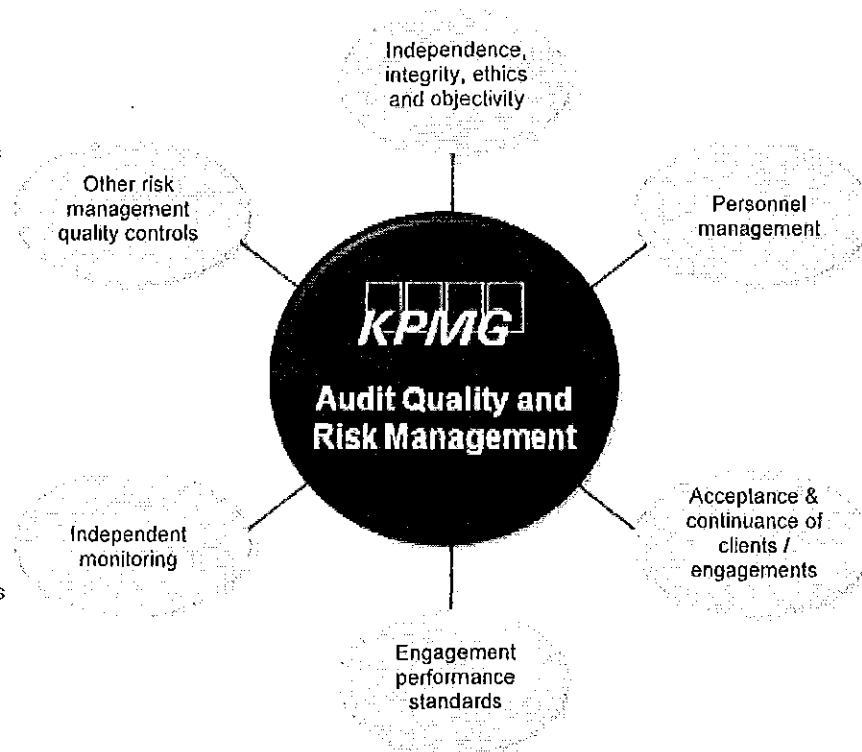 Independence,
integrity, ethics
and objectivity
Other risk
management
quality controls
Personnel
management
KPMG
Audit Quality and
Risk Management
Independent
monitoring
Acceptance &
continuance of
clients /
engagements
Engagement
performance
standards